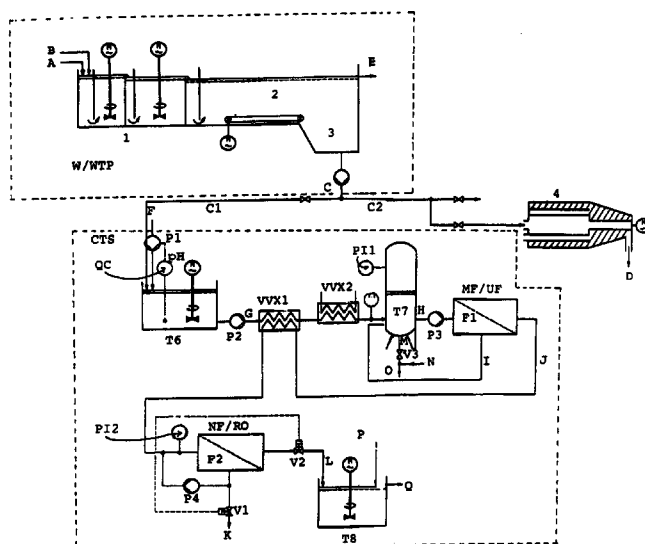 B
A
E
2
1
3
W/WTP
C
4
C1
C2
F
D
CTS
P1
pH
QC
PI1
MF/UF
VVX1
VVX2
T7
H
F1
G
P2
T6
M
V3
P3
O
N
I
J
PI2
NF/RO
P
F2
V2
L
P4
Q
V1
K
T8